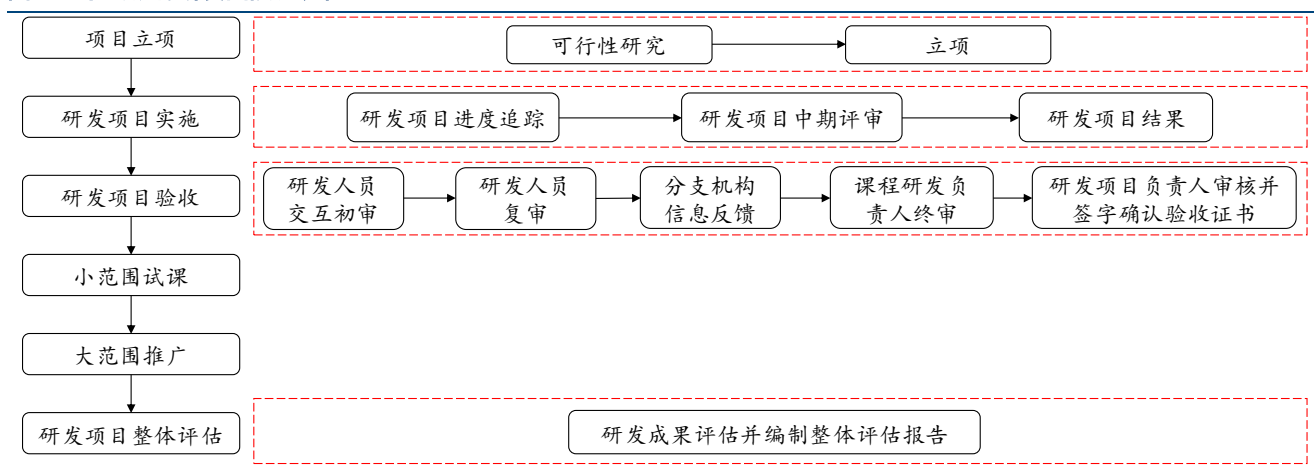 项目立项
可行性研究
立项
研发项目实施
研发项目进度追踪
研发项目中期评审
研发项目结果
研发项目验收
研发人员
交互初审
研发人员
复审
分支机构
信息反馈
课程研发负
责人终审
研发项目负责人审核并
签字确认验收证书
小范围试课
大范围推广
研发项目整体评估
研发成果评估并编制整体评估报告